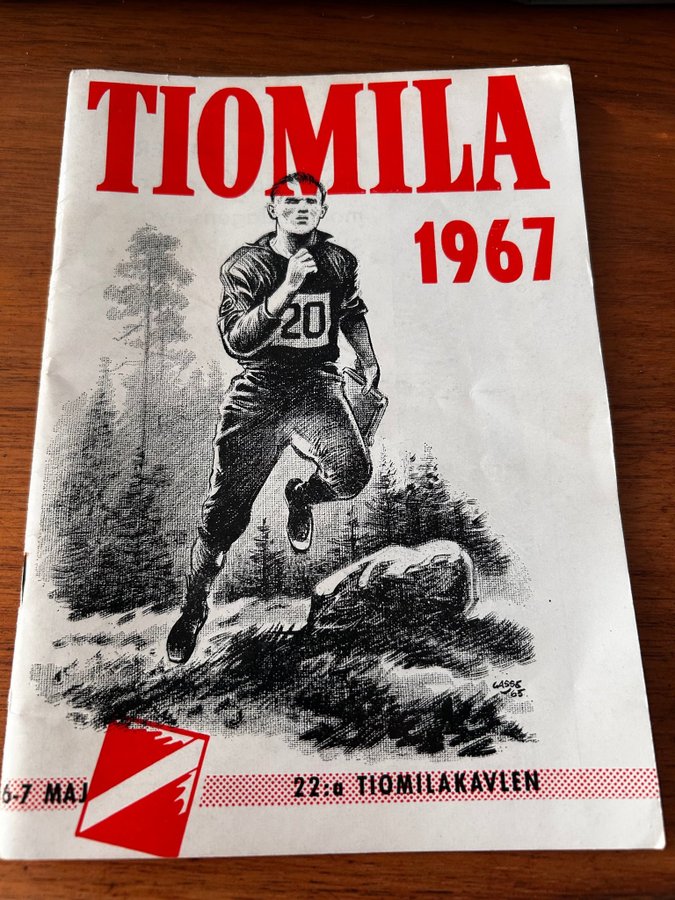 TIOMILA
1967
20
LASSE
65
6-7 MAJ
22:a TIOMILAKAVLEN